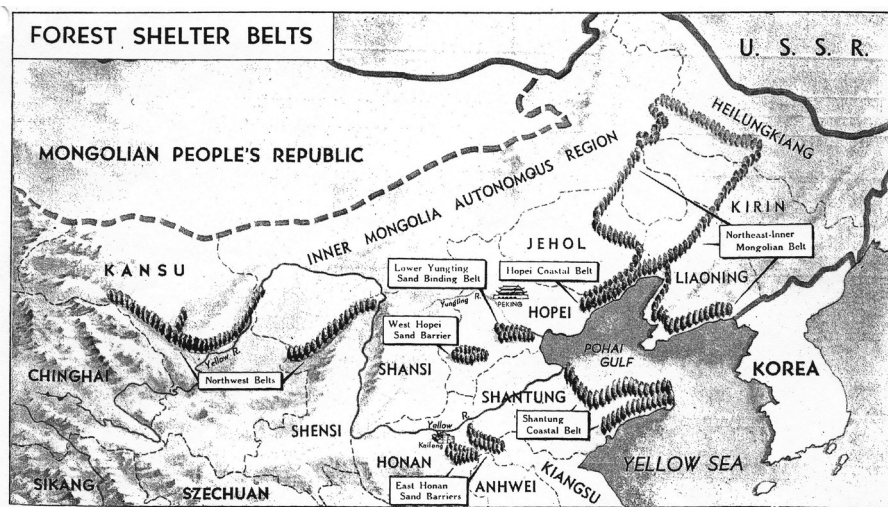 FOREST SHELTER BELTS
U. S. S. R.
HEILUNGKIANG
MONGOLIAN PEOPLE'S REPUBLIC
INNER MONGOLIA AUTONOMOUS REGION
KIRIN
Northeast-Inner
Mongolian Belt
JEHOL
KANSU
Lower Yungting
Sand Binding Belt
Hopei Coastal Belt
LIAONING
PEKING
Yungting R.
HOPEI
West Hopei
Sand Barrier
Yellow R.
POHAI
GULF
KOREA
CHINGHAI
Northwest Belts
SHANSI
SHANTUNG
Shantung
Coastal Belt
SHENSI
Yellow R.
Kaifeng
HONAN
YELLOW SEA
KIANGSU
SIKANG
SZECHUAN
East Honan
Sand Barriers
ANHWEI